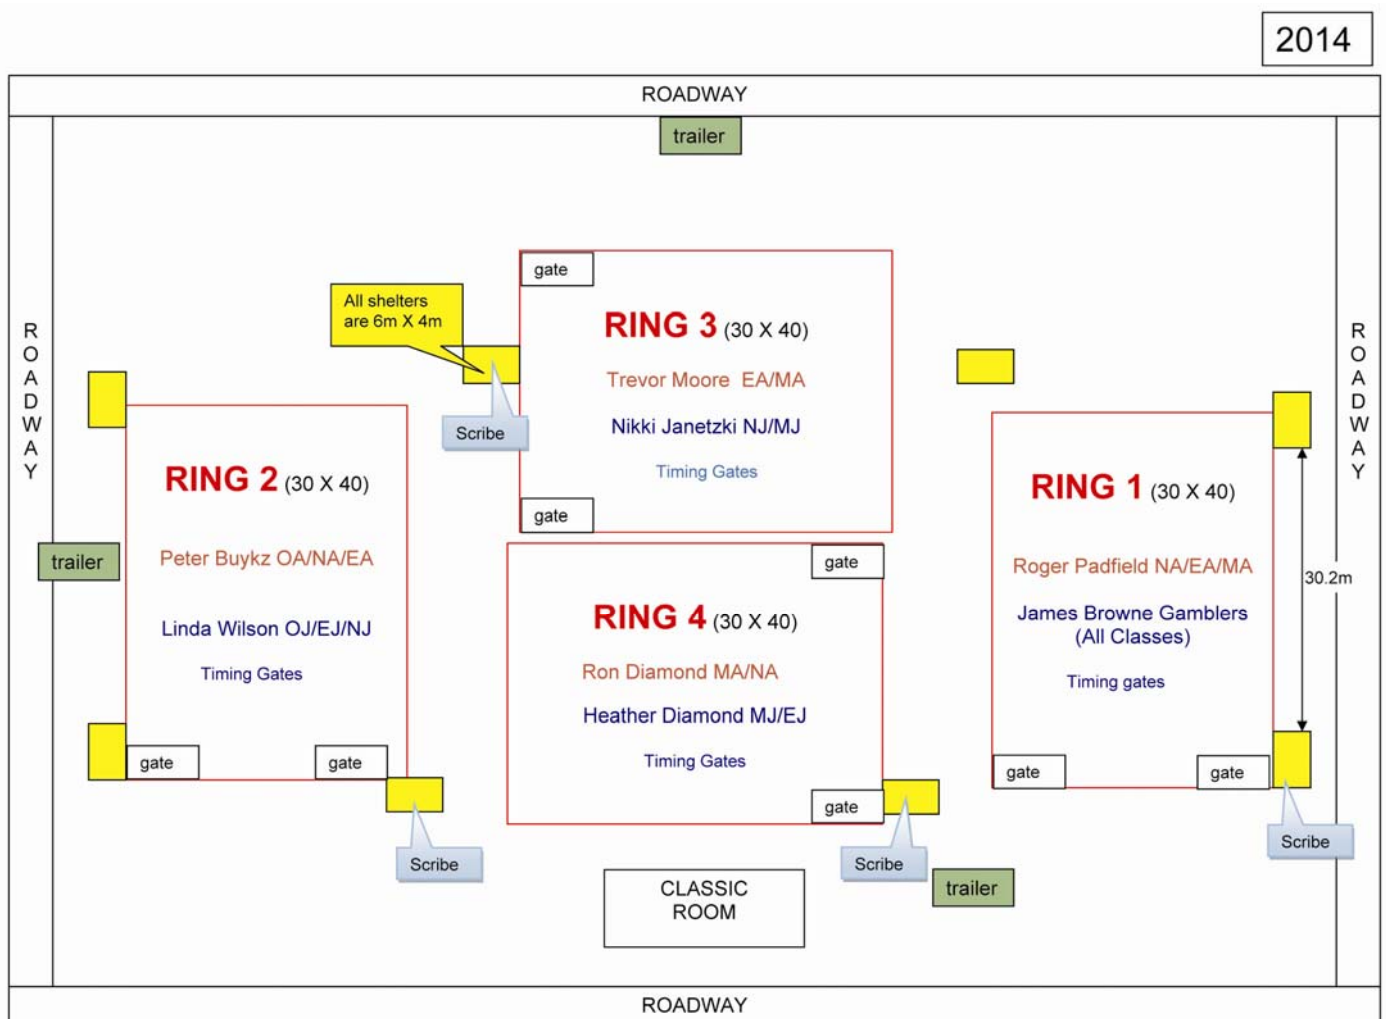 2014
ROADWAY
trailer
ROADWAY
All shelters
are 6m X 4m
gate
RING 3 (30 X 40)
Trevor Moore EA/MA
Nikki Janetzki NJ/MJ
Timing Gates
gate
Scribe
ROADWAY
RING 2 (30 X 40)
Peter Buykz OA/NA/EA
Linda Wilson OJ/EJ/NJ
Timing Gates
gate
gate
Scribe
trailer
gate
RING 4 (30 X 40)
Ron Diamond MA/NA
Heather Diamond MJ/EJ
Timing Gates
gate
Scribe
RING 1 (30 X 40)
Roger Padfield NA/EA/MA
James Browne Gamblers
(All Classes)
Timing gates
gate
gate
30.2m
Scribe
trailer
CLASSIC
ROOM
ROADWAY